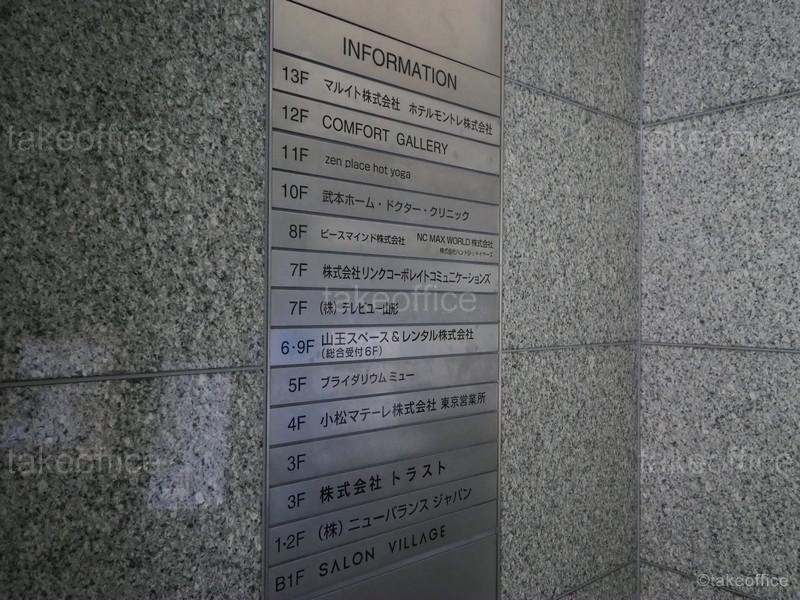 INFORMATION
13F マルイト株式会社 ホテルモントレ株式会社
12F COMFORT GALLERY
11F zen place hot yoga
10F 武本ホーム・ドクター・クリニック
8F ピースマインド株式会社 NC MAX WORLD 株式会社
7F 株式会社リンクコーポレイトコミュニケーションズ
7F (株) テレビユー山形
6・9F 山王スペース&レンタル株式会社
(総合受付6F)
5F ブライダリウム ミュー
4F 小松マテーレ株式会社 東京営業所
3F
3F 株式会社 トラスト
1・2F (株) ニューバランス ジャパン
B1F SALON VILLAGE
takeoffice
takeoffice
takeoffice
takeoffice
takeoffice
©takeoffice